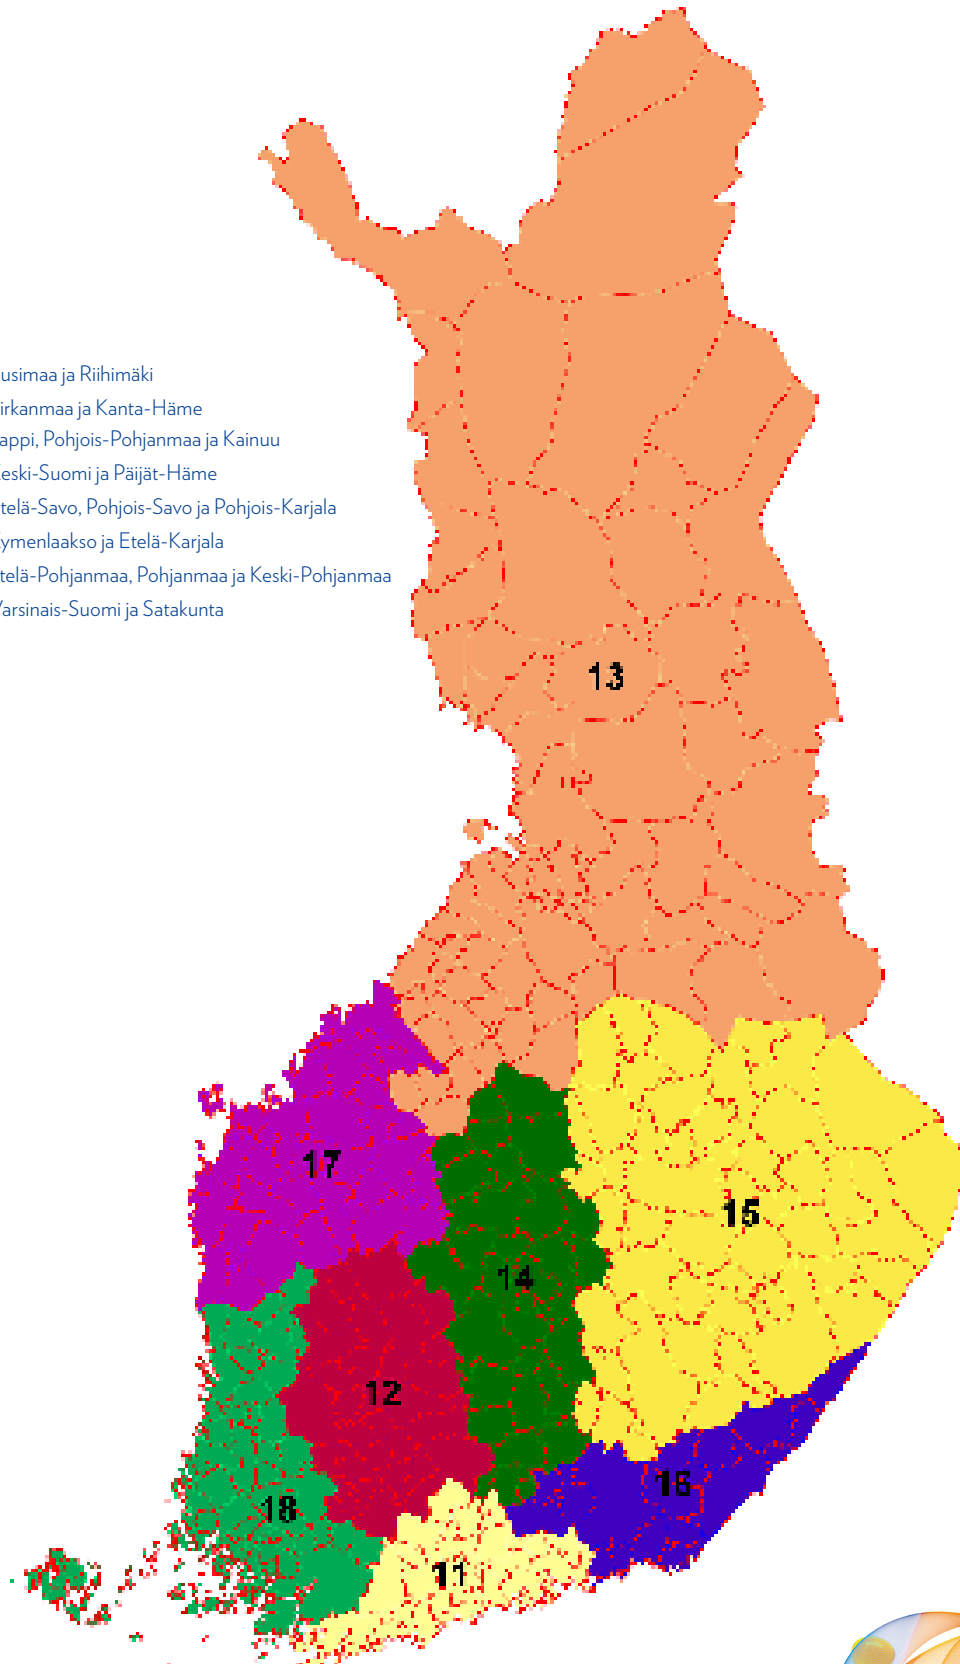 usimaa ja Riihimäki
irkanmaa ja Kanta-Häme
appi, Pohjois-Pohjanmaa ja Kainuu
eski-Suomi ja Päijät-Häme
telä-Savo, Pohjois-Savo ja Pohjois-Karjala
ymenlaakso ja Etelä-Karjala
telä-Pohjanmaa, Pohjanmaa ja Keski-Pohjanmaa
Varsinais-Suomi ja Satakunta
13
17
15
14
12
16
18
11